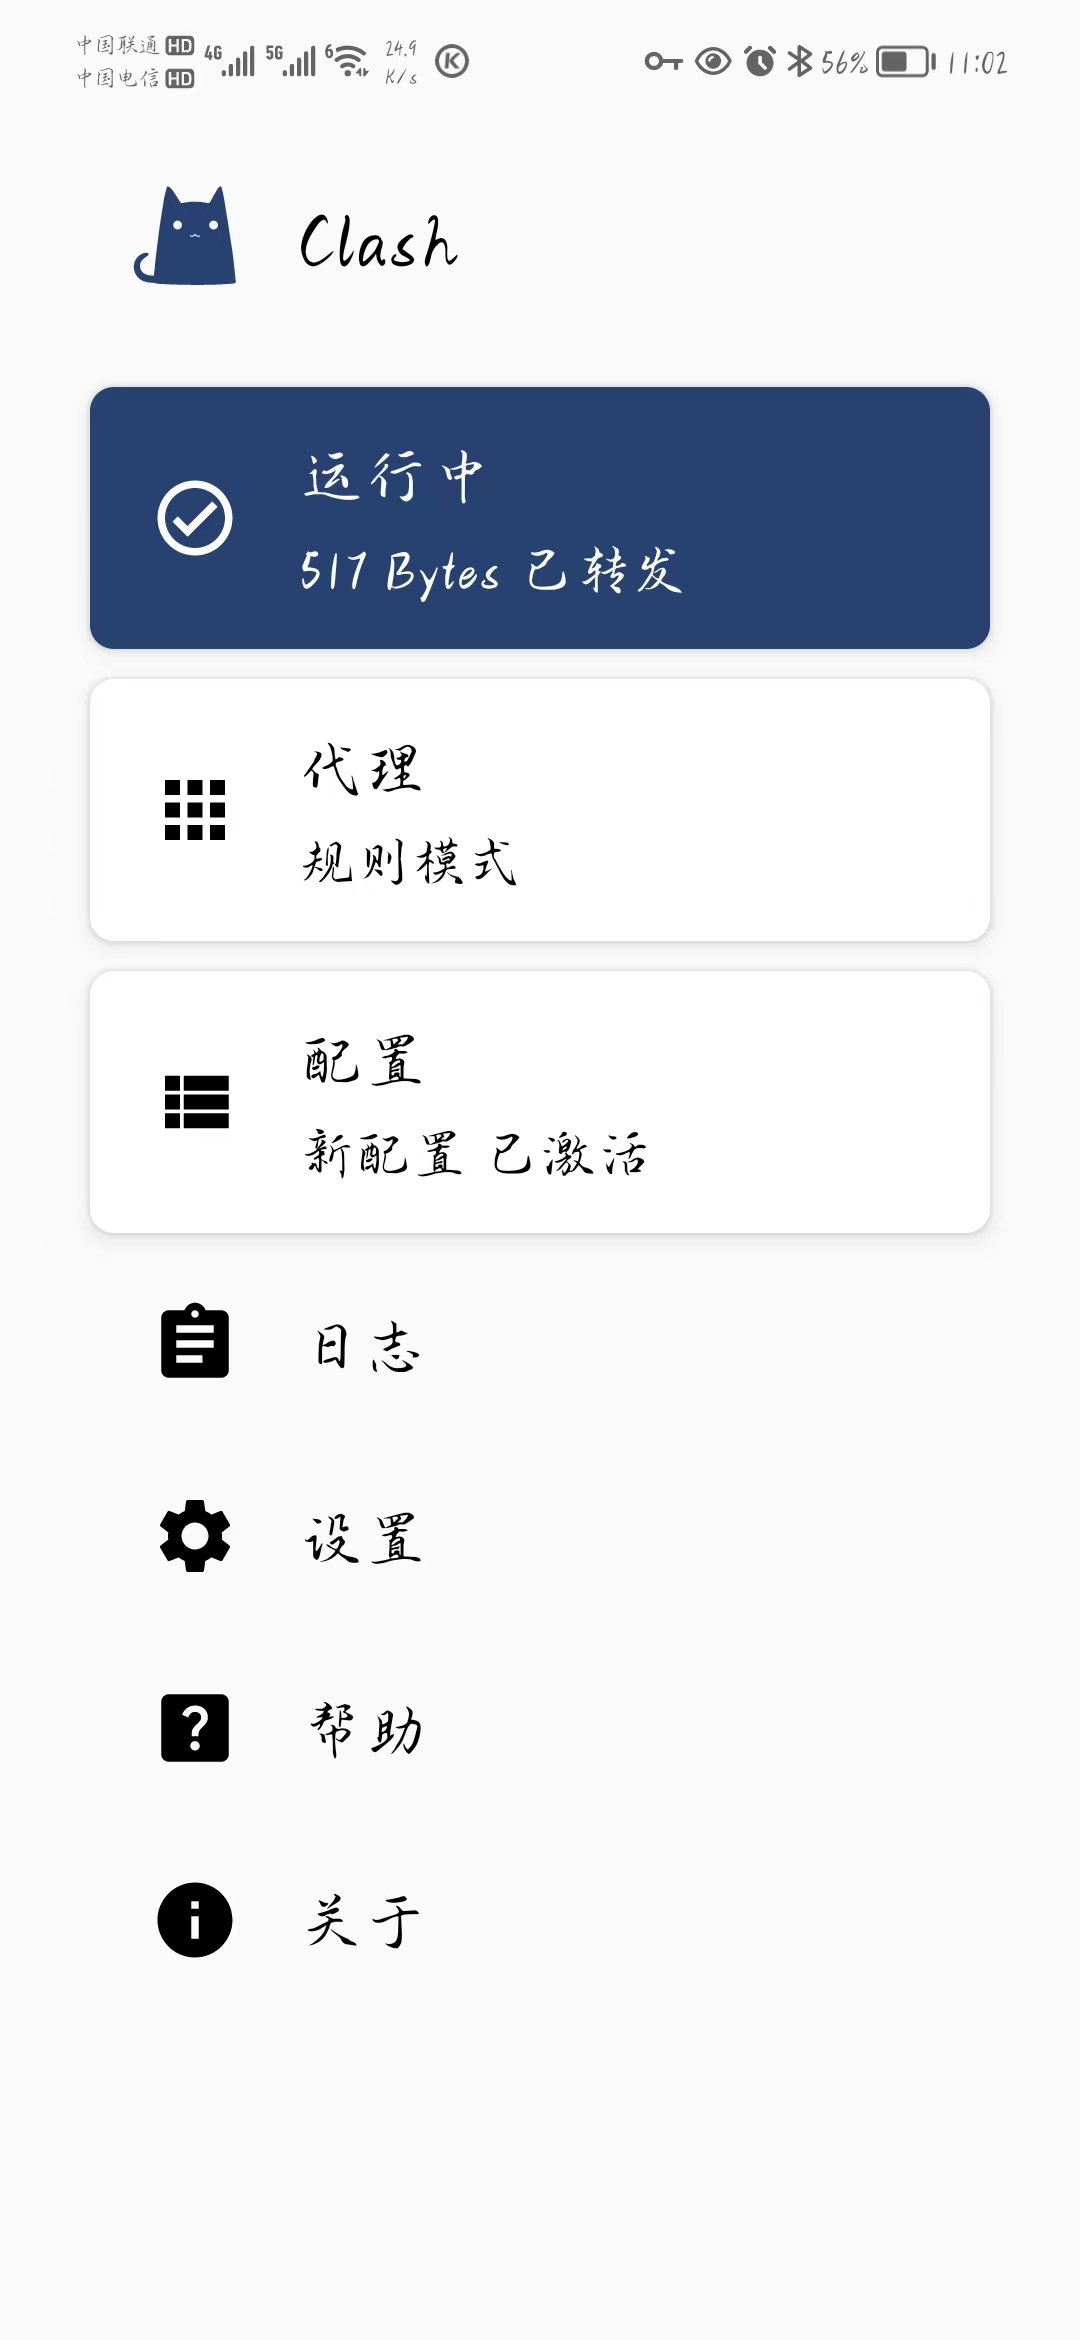 中国联通 HD 4G 5G 6 24.9 K/s
中国电信 HD
56% 11:02
Clash
运行中
517 Bytes 已转发
代理
规则模式
配置
新配置 已激活
日志
设置
帮助
关于